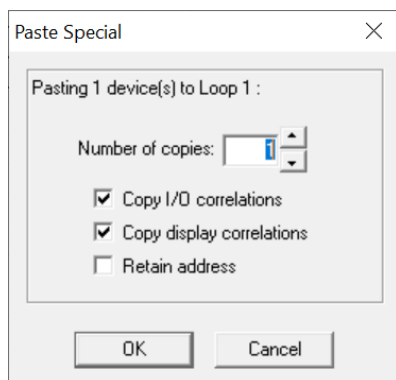 Paste Special
Pasting 1 device(s) to Loop 1 :
Number of copies: 1
Copy I/O correlations
Copy display correlations
Retain address
OK Cancel